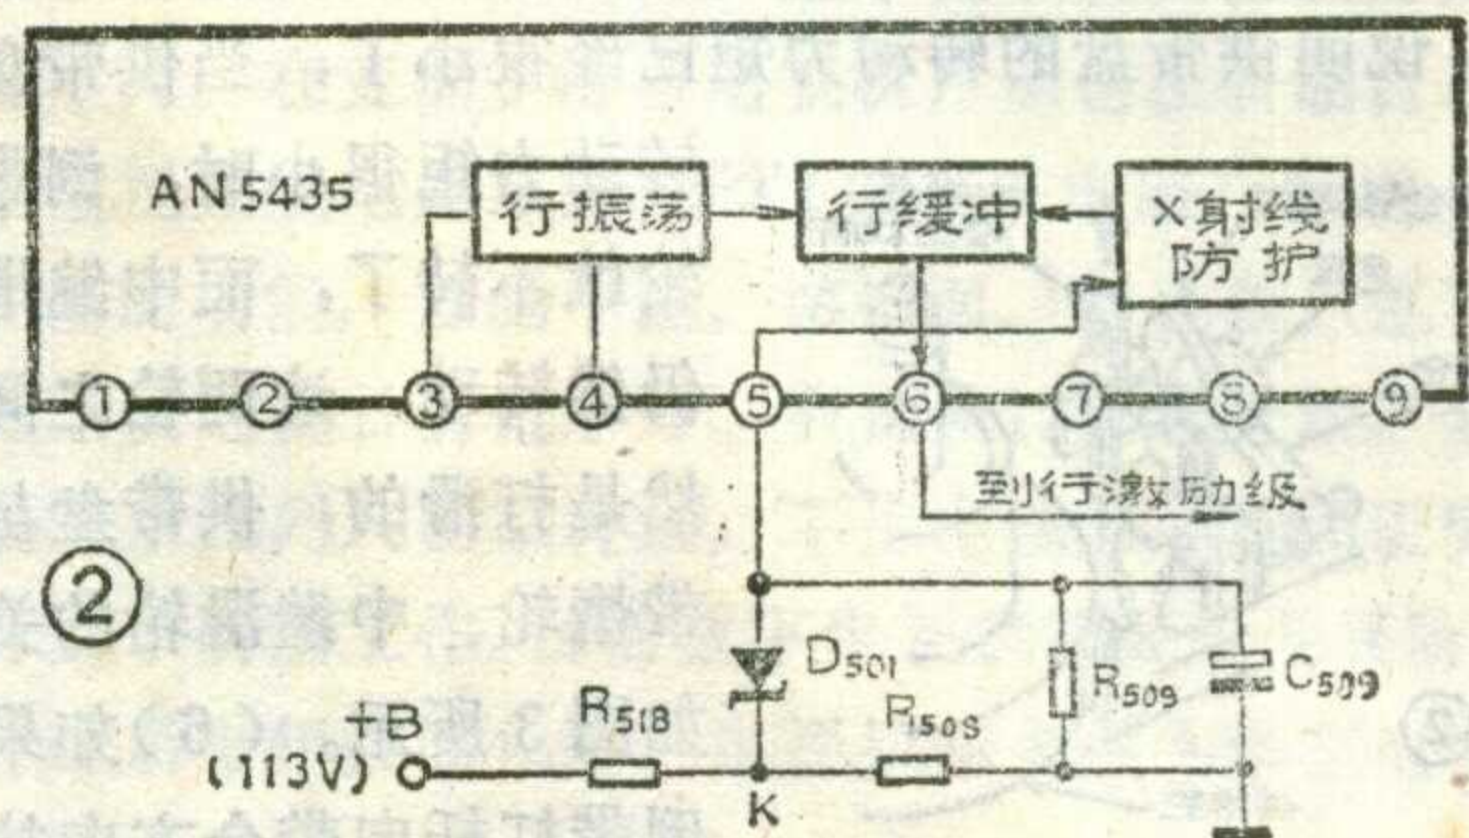 AN5435
行振荡
行缓冲
X射线
防护
① ② ③ ④ ⑤ ⑥ ⑦ ⑧ ⑨
到行激励级
②
D501
R509
C509
+B
R518
R508
(113V)
K